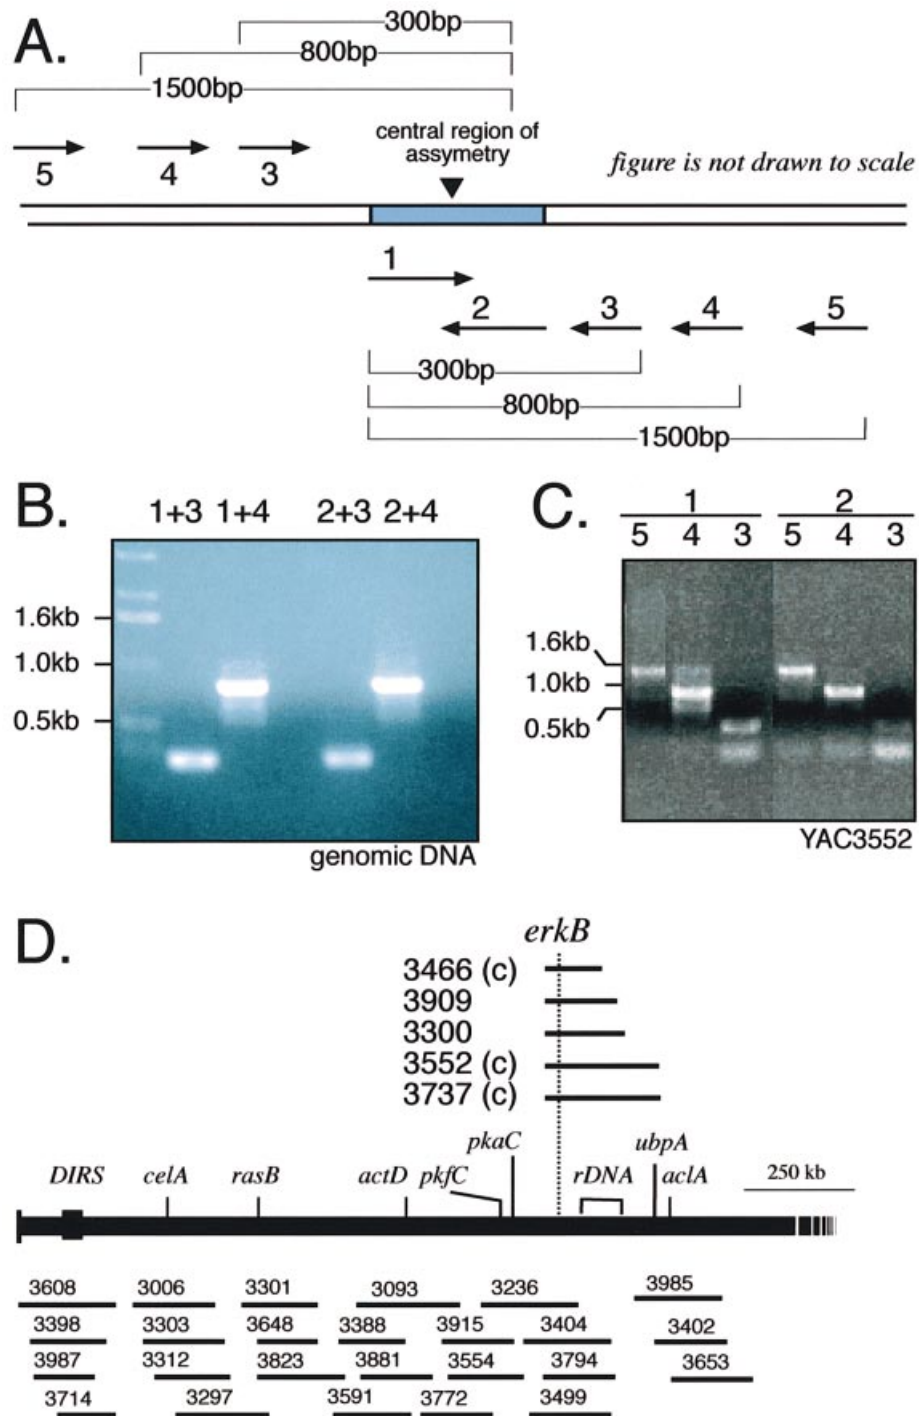 A.
300bp
800bp
1500bp
central region of
assymetry
figure is not drawn to scale
5 4 3
1
2 3 4 5
300bp
800bp
1500bp
B.
1+3 1+4 2+3 2+4
1.6kb
1.0kb
0.5kb
genomic DNA
C.
1 2
5 4 3 5 4 3
1.6kb
1.0kb
0.5kb
YAC3552
D.
erkB
3466 (c)
3909
3300
3552 (c)
3737 (c)
pkaC ubpA
DIRS celA rasB actD pkfC rDNA aclA 250 kb
3608 3006 3301 3093 3236 3985
3398 3303 3648 3388 3915 3404 3402
3987 3312 3823 3881 3554 3794 3653
3714 3297 3591 3772 3499